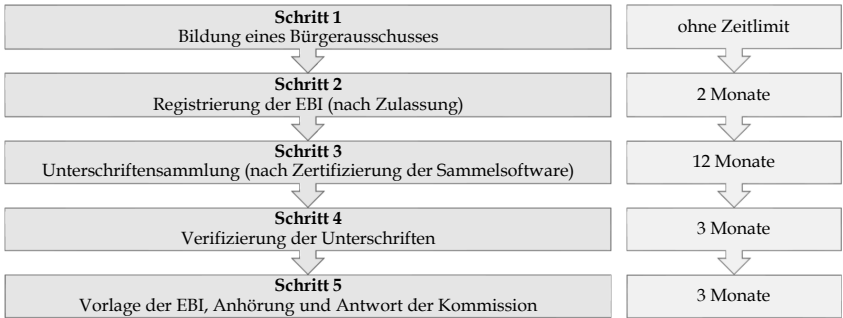 Schritt 1
Bildung eines Bürgerausschusses
ohne Zeitlimit
Schritt 2
Registrierung der EBI (nach Zulassung)
2 Monate
Schritt 3
Unterschriftensammlung (nach Zertifizierung der Sammelsoftware)
12 Monate
Schritt 4
Verifizierung der Unterschriften
3 Monate
Schritt 5
Vorlage der EBI, Anhörung und Antwort der Kommission
3 Monate